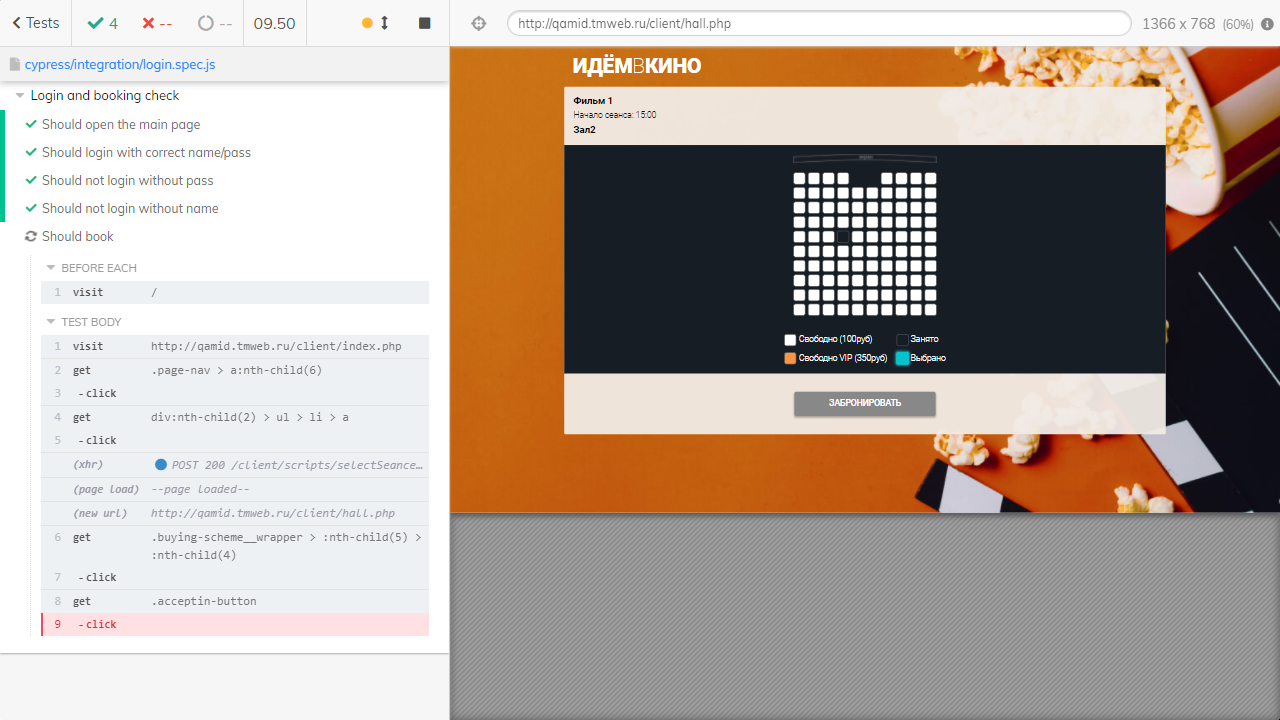 Tests
4
--
--
09.50
http://qamid.tmweb.ru/client/hall.php
1366 x 768 (60%)
cypress/integration/login.spec.js
Login and booking check
Should open the main page
Should login with correct name/pass
Should not login without pass
Should not login without name
Should book
BEFORE EACH
1 visit /
TEST BODY
1 visit http://qamid.tmweb.ru/client/index.php
2 get .page-nav > a:nth-child(6)
3 -click
4 get div:nth-child(2) > ul > li > a
5 -click
(xhr) POST 200 /client/scripts/selectSeance…
(page load) --page loaded--
(new url) http://qamid.tmweb.ru/client/hall.php
6 get .buying-scheme__wrapper > :nth-child(5) >
:nth-child(4)
7 -click
8 get .acceptin-button
9 -click
ИДЁМВКИНО
Фильм 1
Начало сеанса: 15:00
Зал2
Свободно (100руб)
Занято
Свободно VIP (350руб)
Выбрано
ЗАБРОНИРОВАТЬ